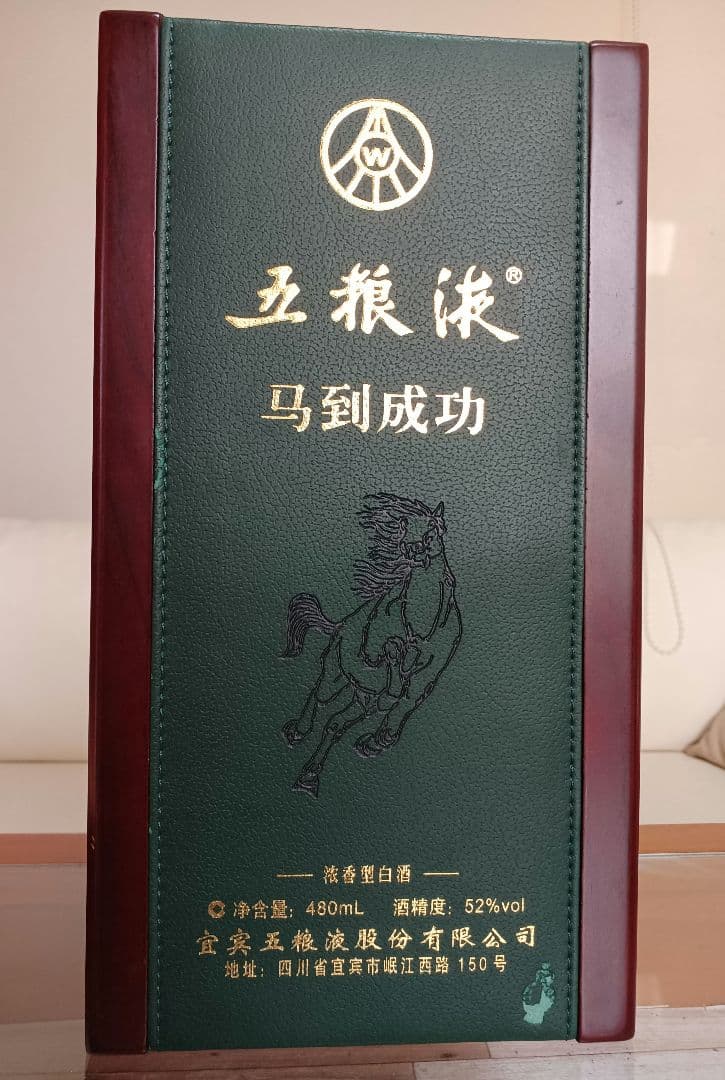 W
五粮液®
马到成功
浓香型白酒
净含量：480mL 酒精度：52%vol
宜宾五粮液股份有限公司
地址：四川省宜宾市岷江西路150号